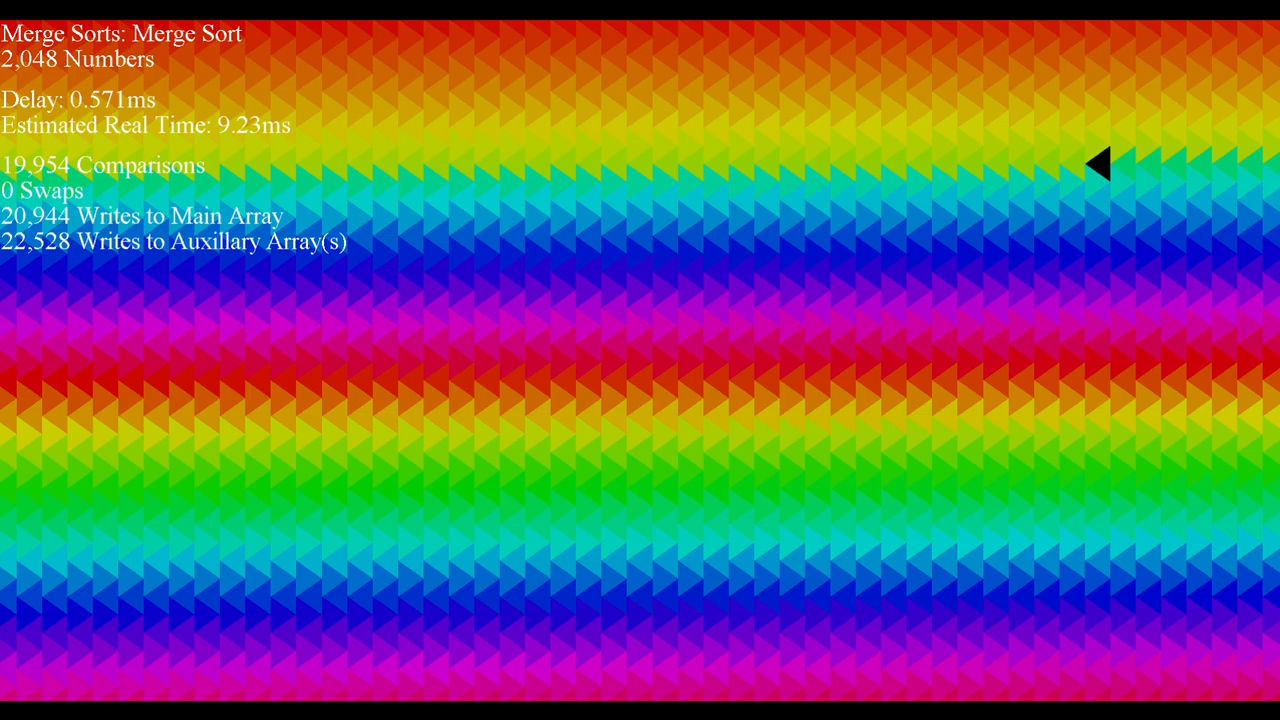 Merge Sorts: Merge Sort
2,048 Numbers
Delay: 0.571ms
Estimated Real Time: 9.23ms
19,954 Comparisons
0 Swaps
20,944 Writes to Main Array
22,528 Writes to Auxillary Array(s)